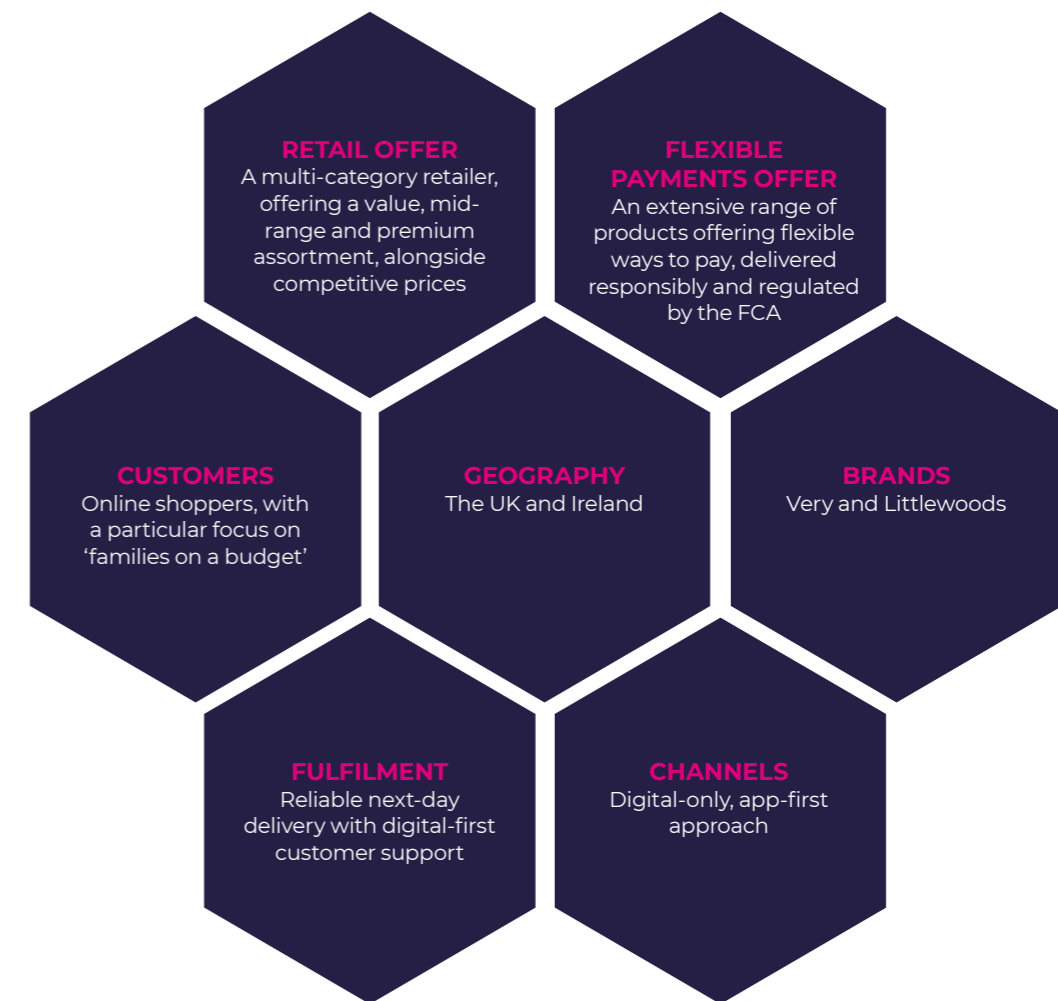 RETAIL OFFER
A multi-category retailer,
offering a value, mid-
range and premium
assortment, alongside
competitive prices
FLEXIBLE
PAYMENTS OFFER
An extensive range of
products offering flexible
ways to pay, delivered
responsibly and regulated
by the FCA
CUSTOMERS
Online shoppers, with
a particular focus on
‘families on a budget’
GEOGRAPHY
The UK and Ireland
BRANDS
Very and Littlewoods
FULFILMENT
Reliable next-day
delivery with digital-first
customer support
CHANNELS
Digital-only, app-first
approach